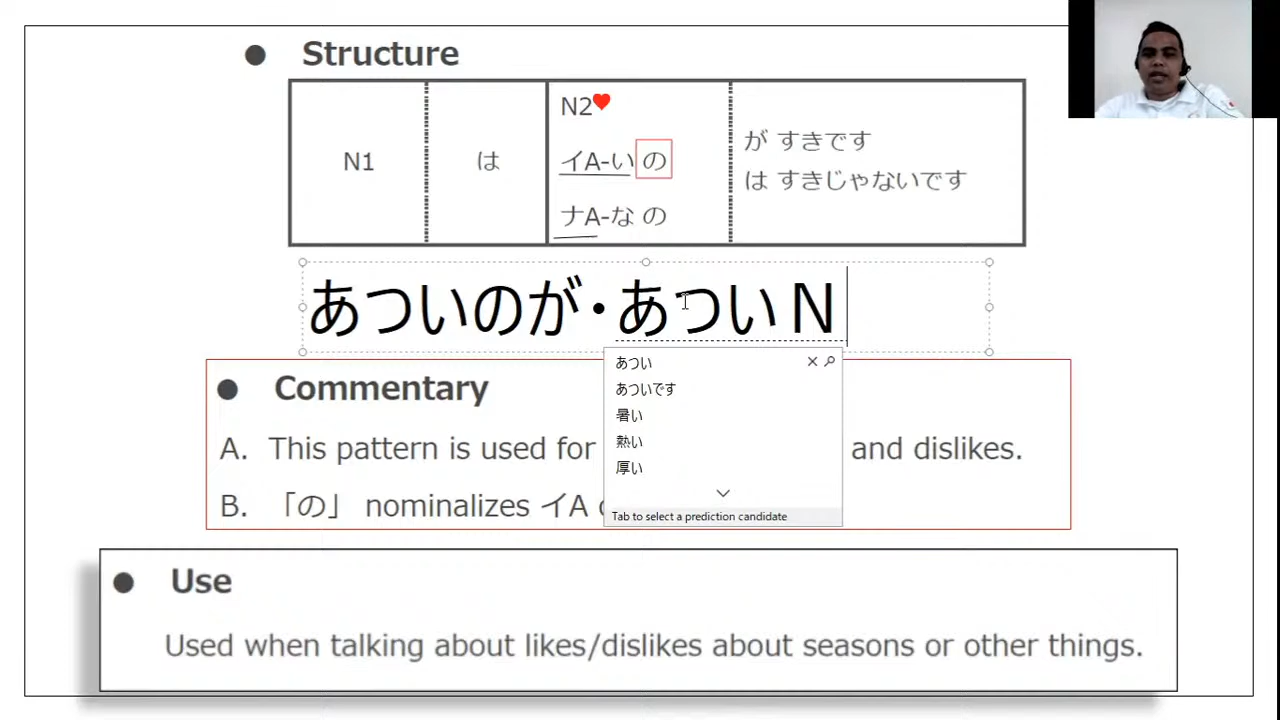 ● Structure
N1 は N2♥ が すきです
イA-い の は すきじゃないです
ナA-な の
あついのが・あついN
あつい
あついです
暑い
熱い
厚い
Tab to select a prediction candidate
● Commentary
A. This pattern is used for and dislikes.
B. 「の」 nominalizes イA
● Use
Used when talking about likes/dislikes about seasons or other things.